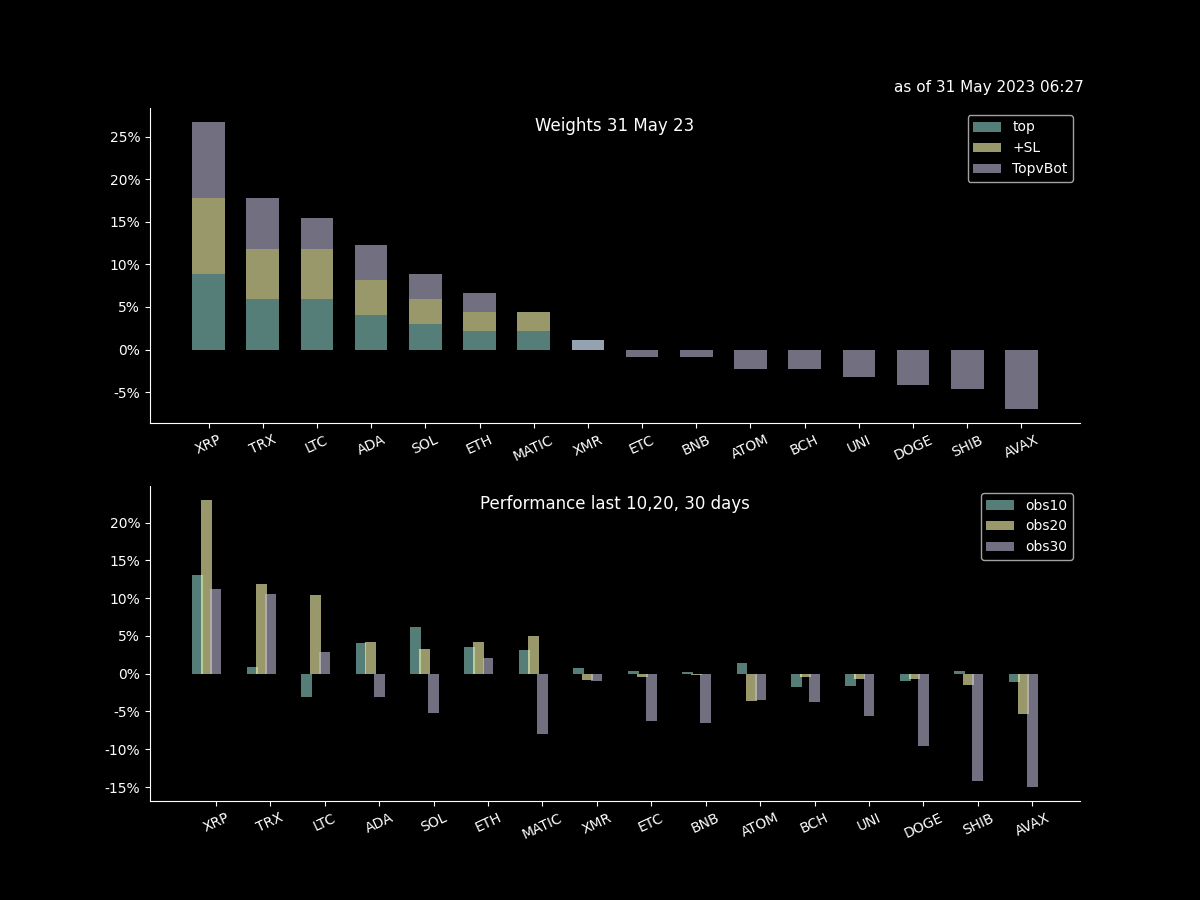 as of 31 May 2023 06:27
Weights 31 May 23
top
+SL
TopvBot
25%
20%
15%
10%
5%
0%
-5%
XRP TRX LTC ADA SOL ETH MATIC XMR ETC BNB ATOM BCH UNI DOGE SHIB AVAX
Performance last 10,20, 30 days
obs10
obs20
obs30
20%
15%
10%
5%
0%
-5%
-10%
-15%
XRP TRX LTC ADA SOL ETH MATIC XMR ETC BNB ATOM BCH UNI DOGE SHIB AVAX